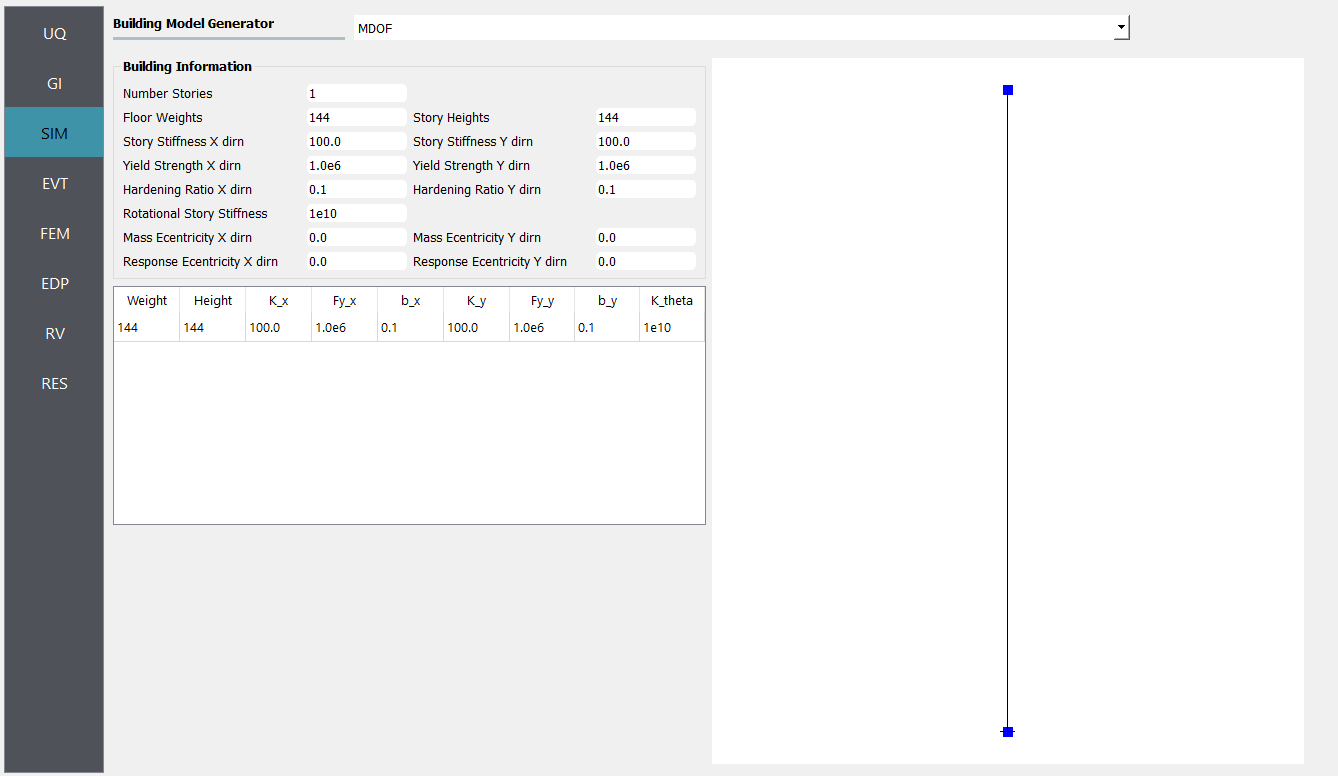 UQ
GI
SIM
EVT
FEM
EDP
RV
RES
Building Model Generator MDOF
Building Information
Number Stories 1
Floor Weights 144 Story Heights 144
Story Stiffness X dirn 100.0 Story Stiffness Y dirn 100.0
Yield Strength X dirn 1.0e6 Yield Strength Y dirn 1.0e6
Hardening Ratio X dirn 0.1 Hardening Ratio Y dirn 0.1
Rotational Story Stiffness 1e10
Mass Ecentricity X dirn 0.0 Mass Ecentricity Y dirn 0.0
Response Ecentricity X dirn 0.0 Response Ecentricity Y dirn 0.0
Weight Height K_x Fy_x b_x K_y Fy_y b_y K_theta
144 144 100.0 1.0e6 0.1 100.0 1.0e6 0.1 1e10